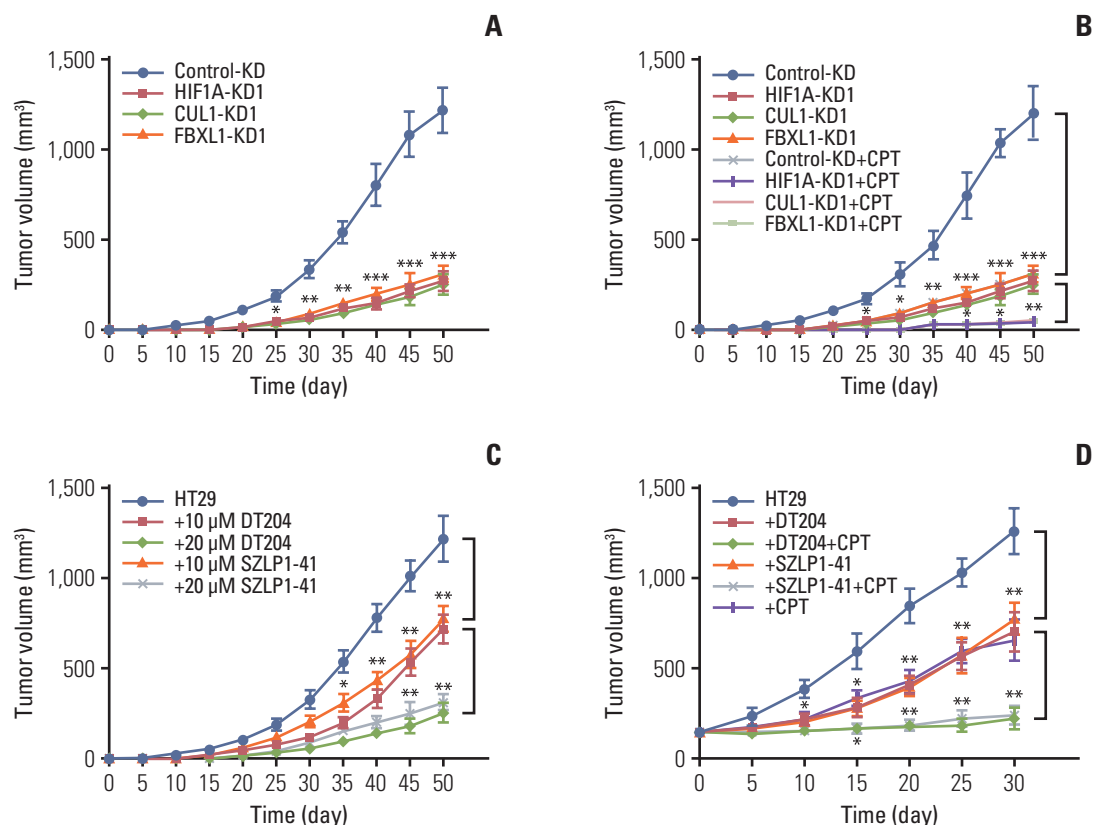 A
1,500
1,000
500
0
Tumor volume (mm³)
Control-KD
HIF1A-KD1
CUL1-KD1
FBXL1-KD1
* ** ** *** *** ***
0 5 10 15 20 25 30 35 40 45 50
Time (day)
B
1,500
1,000
500
0
Tumor volume (mm³)
Control-KD
HIF1A-KD1
CUL1-KD1
FBXL1-KD1
Control-KD+CPT
HIF1A-KD1+CPT
CUL1-KD1+CPT
FBXL1-KD1+CPT
* * ** *** *** ***
* * **
0 5 10 15 20 25 30 35 40 45 50
Time (day)
C
1,500
1,000
500
0
Tumor volume (mm³)
HT29
+10 µM DT204
+20 µM DT204
+10 µM SZLP1-41
+20 µM SZLP1-41
* ** ** **
** **
0 5 10 15 20 25 30 35 40 45 50
Time (day)
D
1,500
1,000
500
0
Tumor volume (mm³)
HT29
+DT204
+DT204+CPT
+SZLP1-41
+SZLP1-41+CPT
+CPT
* * ** ** **
* ** ** **
0 5 10 15 20 25 30
Time (day)